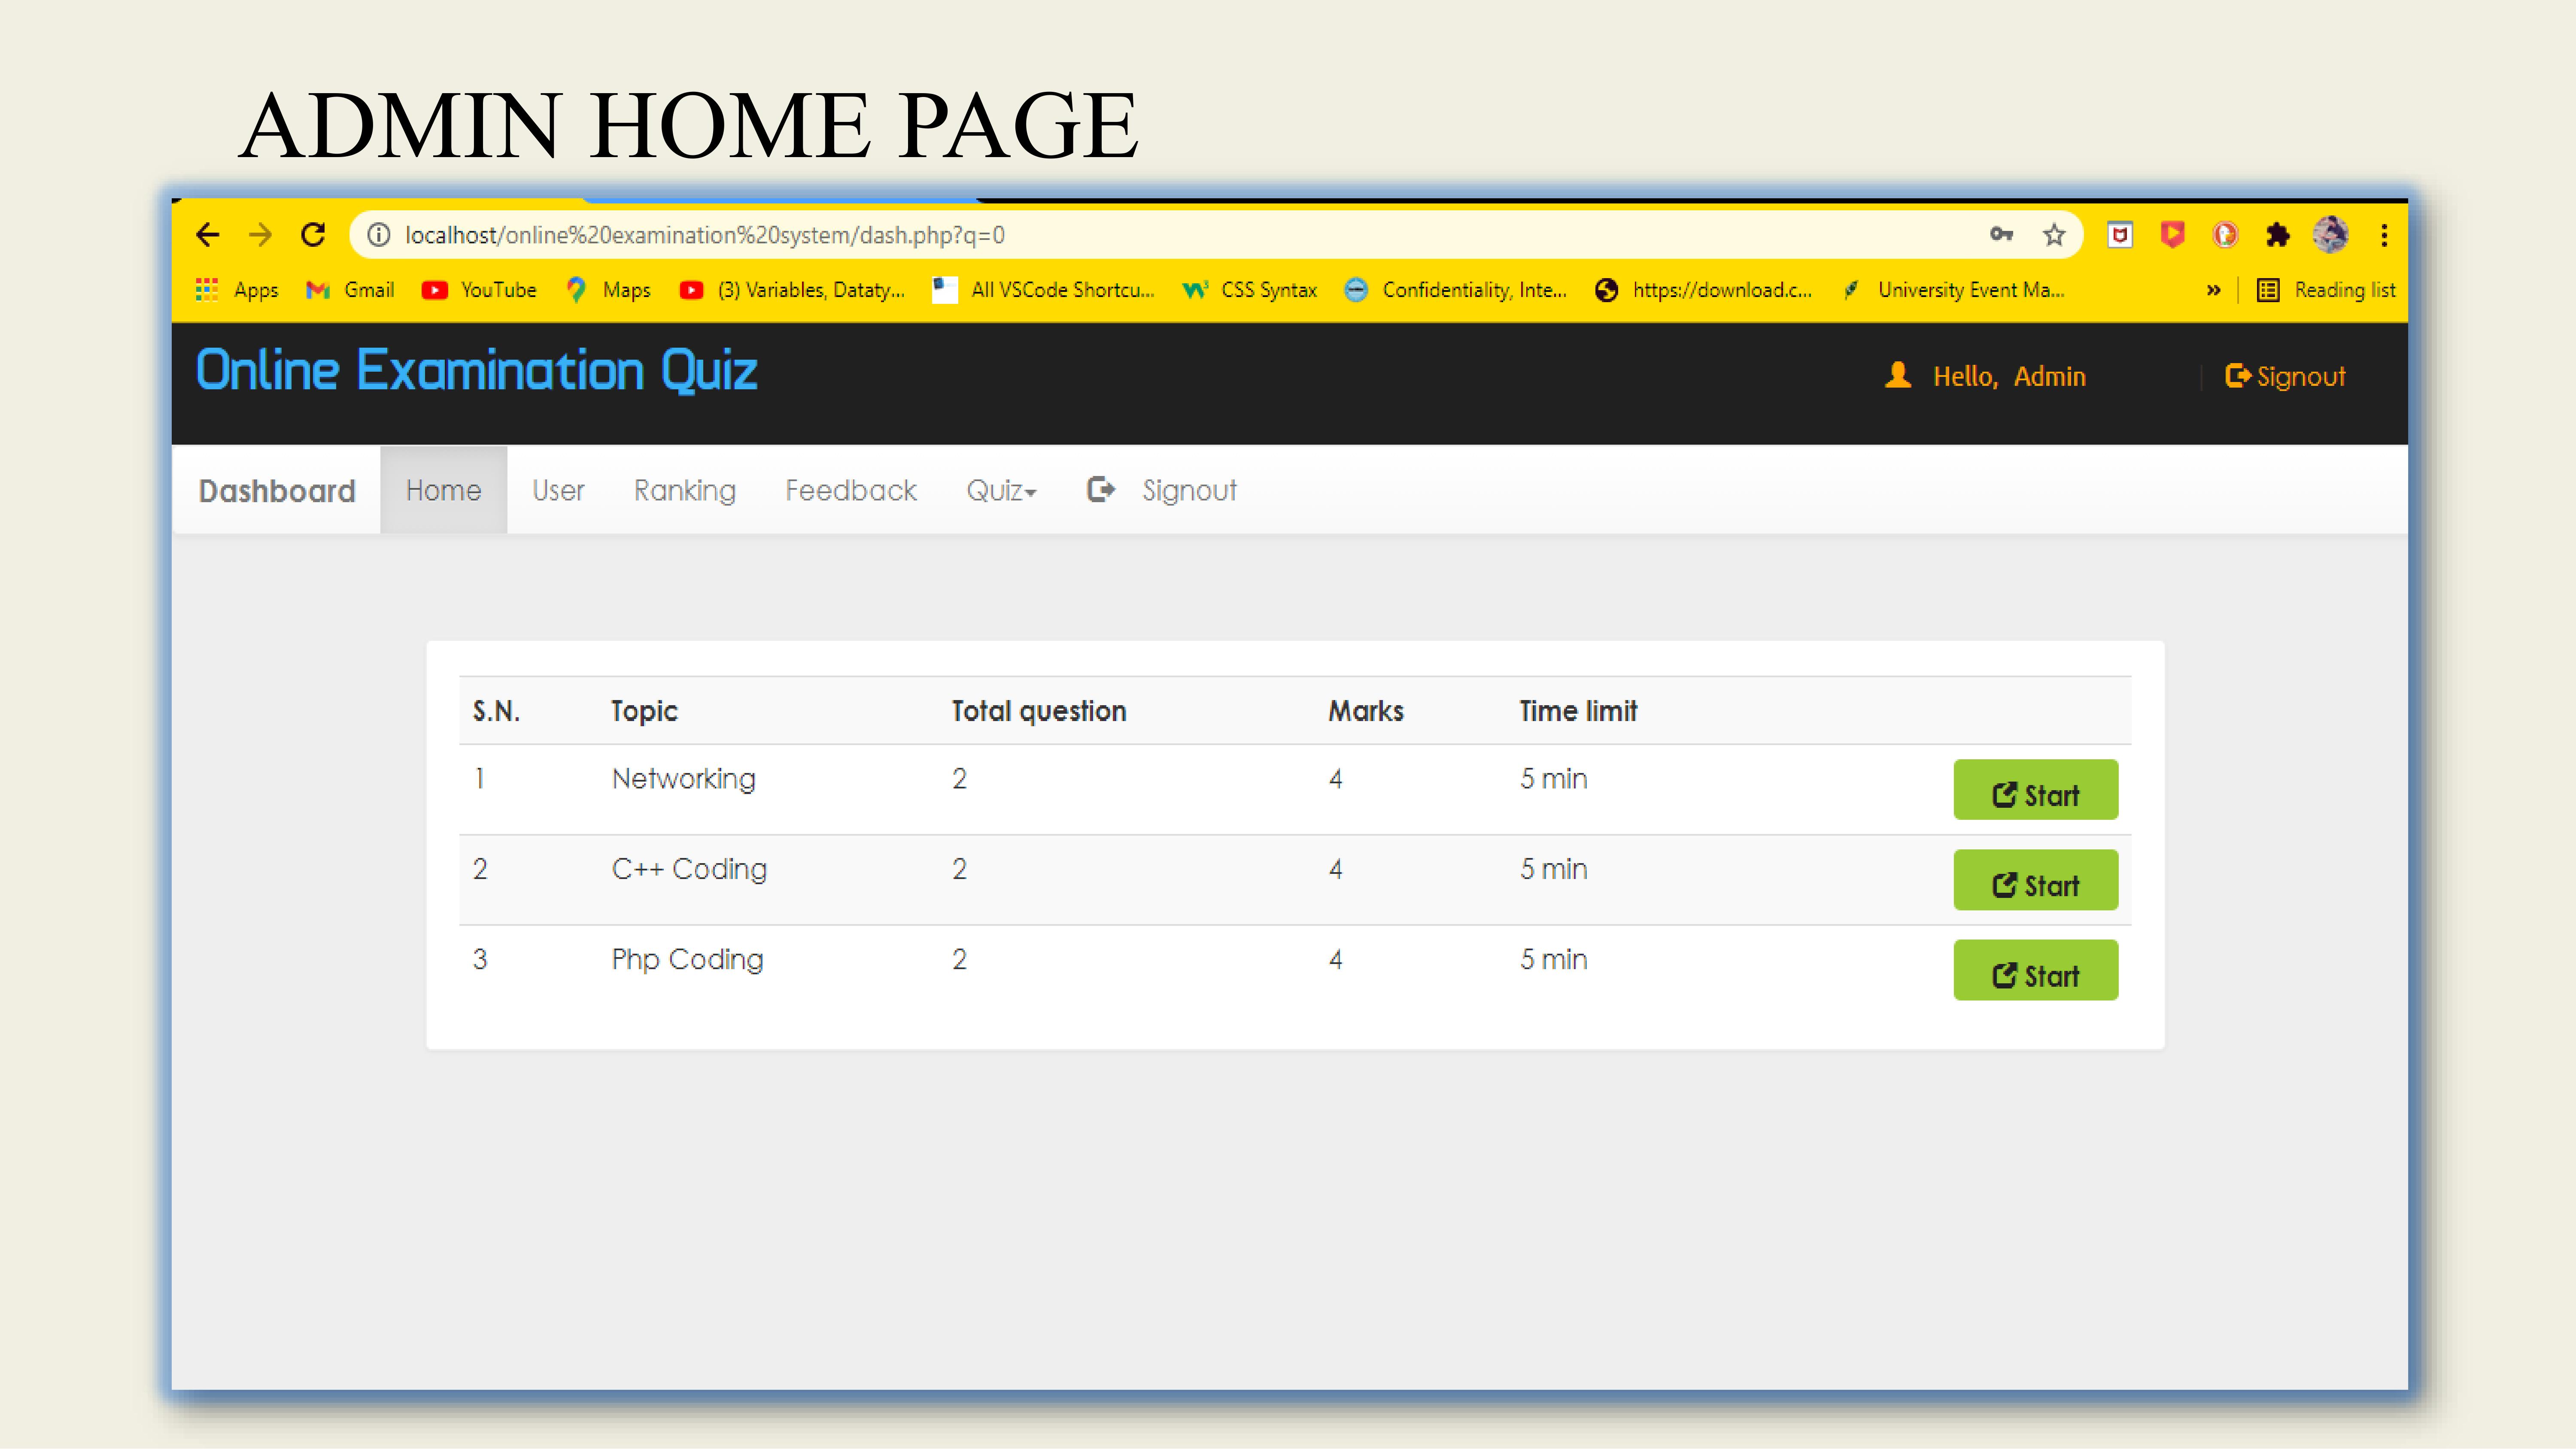 ADMIN HOME PAGE
localhost/online%20examination%20system/dash.php?q=0
Apps Gmail YouTube Maps (3) Variables, Dataty... All VSCode Shortcu... CSS Syntax Confidentiality, Inte... https://download.c... University Event Ma... » Reading list
Online Examination Quiz Hello, Admin Signout
Dashboard Home User Ranking Feedback Quiz Signout
S.N. Topic Total question Marks Time limit
1 Networking 2 4 5 min Start
2 C++ Coding 2 4 5 min Start
3 Php Coding 2 4 5 min Start